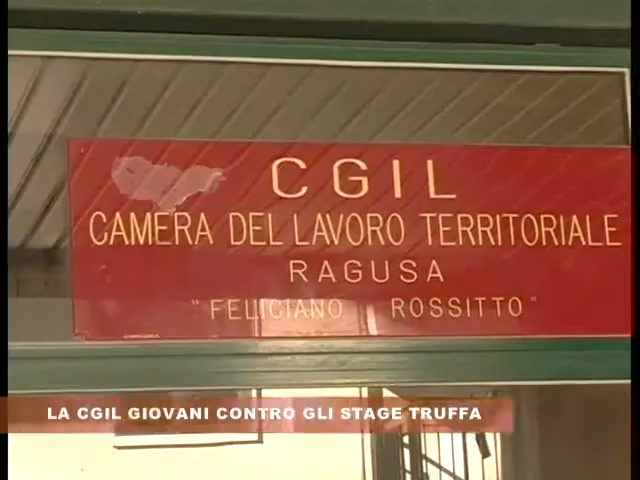 CGIL
CAMERA DEL LAVORO TERRITORIALE
RAGUSA
"FELICIANO ROSSITTO"
LA CGIL GIOVANI CONTRO GLI STAGE TRUFFA